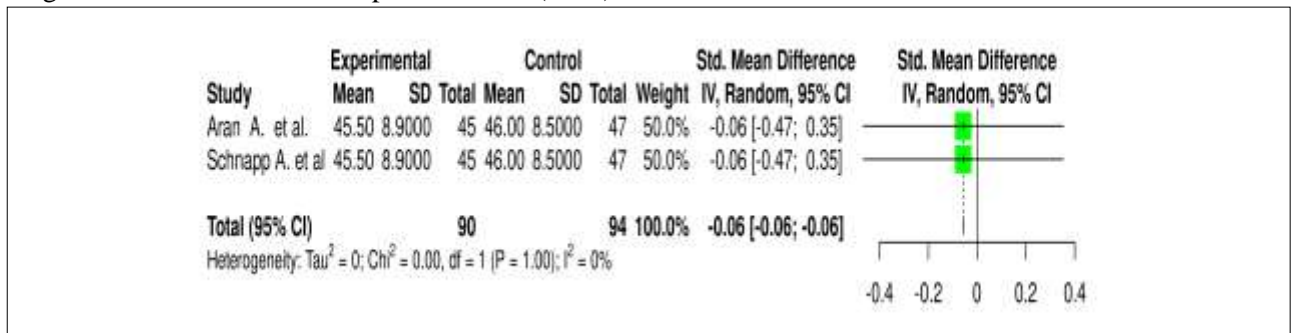 Experimental Control Std. Mean Difference Std. Mean Difference
Study Mean SD Total Mean SD Total Weight IV, Random, 95% CI IV, Random, 95% CI
Aran A. et al. 45.50 8.9000 45 46.00 8.5000 47 50.0% -0.06 [-0.47; 0.35]
Schnapp A. et al 45.50 8.9000 45 46.00 8.5000 47 50.0% -0.06 [-0.47; 0.35]
Total (95% CI) 90 94 100.0% -0.06 [-0.06; -0.06]
Heterogeneity: Tau² = 0; Chi² = 0.00, df = 1 (P = 1.00); I² = 0%
-0.4 -0.2 0 0.2 0.4